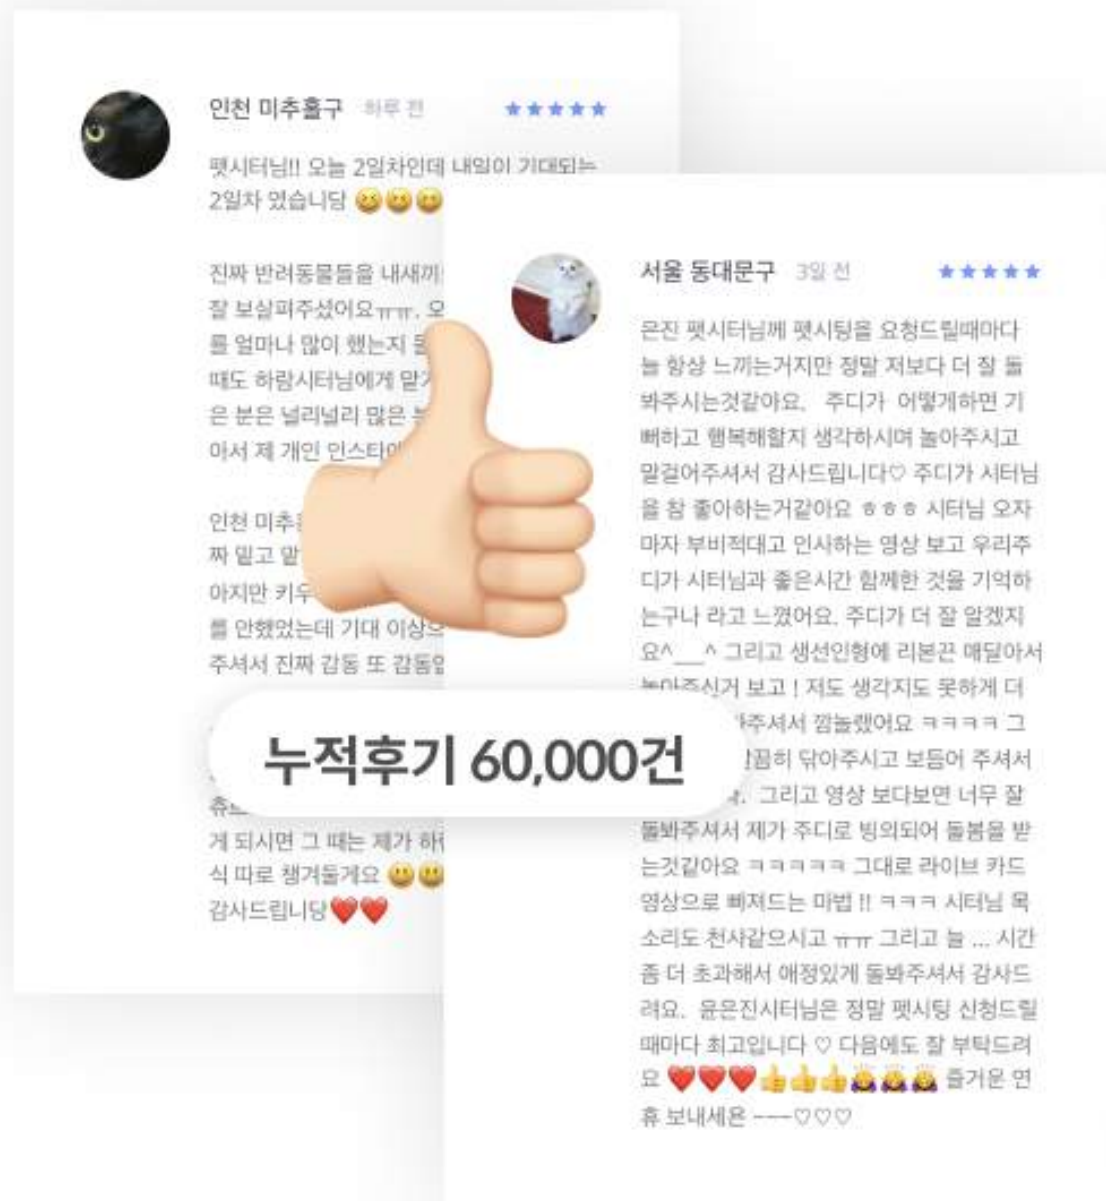 인천 미추홀구 하루 전
펫시터님!! 오늘 2일차인데 내일이 기대되는
2일차 였습니당 😆😆😆
진짜 반려동물들을 내새끼
잘 보살펴주셨어요ㅠㅠ. 오
를 얼마나 많이 했는지
때도 하람시터님에게 맡기
은 분은 널리널리 많은
아서 제 개인 인스타에
인천 미추홀
짜 믿고 맡
아지만 키우
를 안했었는데 기대 이상으
주셔서 진짜 감동 또 감동입
츄르
게 되시면 그 때는 제가 하람
식 따로 챙겨둘게요 😃😃
감사드립니당❤️❤️
서울 동대문구 3일 전
은진 펫시터님께 펫시팅을 요청드릴때마다
늘 항상 느끼는거지만 정말 저보다 더 잘 돌
봐주시는것같아요. 주디가 어떻게하면 기
뻐하고 행복해할지 생각하시며 놀아주시고
말걸어주셔서 감사드립니다♡ 주디가 시터님
을 참 좋아하는거같아요 ㅎㅎㅎ 시터님 오자
마자 부비적대고 인사하는 영상 보고 우리주
디가 시터님과 좋은시간 함께한 것을 기억하
는구나 라고 느꼈어요. 주디가 더 잘 알겠지
요^__^ 그리고 생선인형에 리본끈 매달아서
놀아주신거 보고 ! 저도 생각지도 못하게 더
주셔서 깜놀랬어요 ㅋㅋㅋㅋ 그
깔끔히 닦아주시고 보듬어 주셔서
그리고 영상 보다보면 너무 잘
돌봐주셔서 제가 주디로 빙의되어 돌봄을 받
는것같아요 ㅋㅋㅋㅋㅋ 그대로 라이브 카드
영상으로 빠져드는 마법 !! ㅋㅋㅋ 시터님 목
소리도 천사같으시고 ㅠㅠ 그리고 늘 ... 시간
좀 더 초과해서 애정있게 돌봐주셔서 감사드
려요. 윤은진시터님은 정말 펫시팅 신청드릴
때마다 최고입니다 ♡ 다음에도 잘 부탁드려
요 ❤️❤️❤️👍👍👍🙇‍♀️🙇‍♀️🙇‍♀️ 즐거운 연
휴 보내세욘 ~~~♡♡♡
누적후기 60,000건